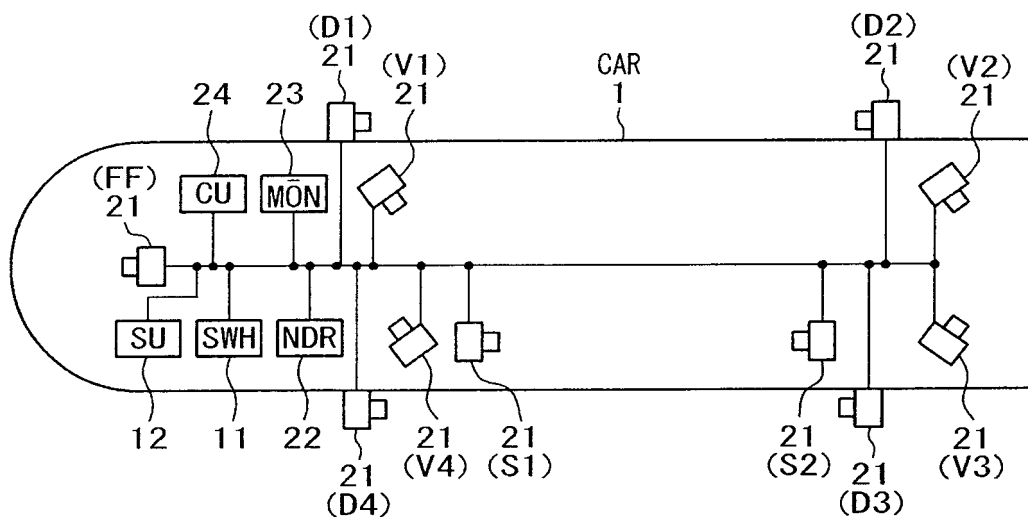 (D1)
21
(V1)
21
CAR
1
(D2)
21
(V2)
21
24
23
(FF)
21
CU
MŌN
SU
SWH
NDR
12
11
22
21
(D4)
21
(V4)
21
(S1)
21
(S2)
21
(D3)
21
(V3)